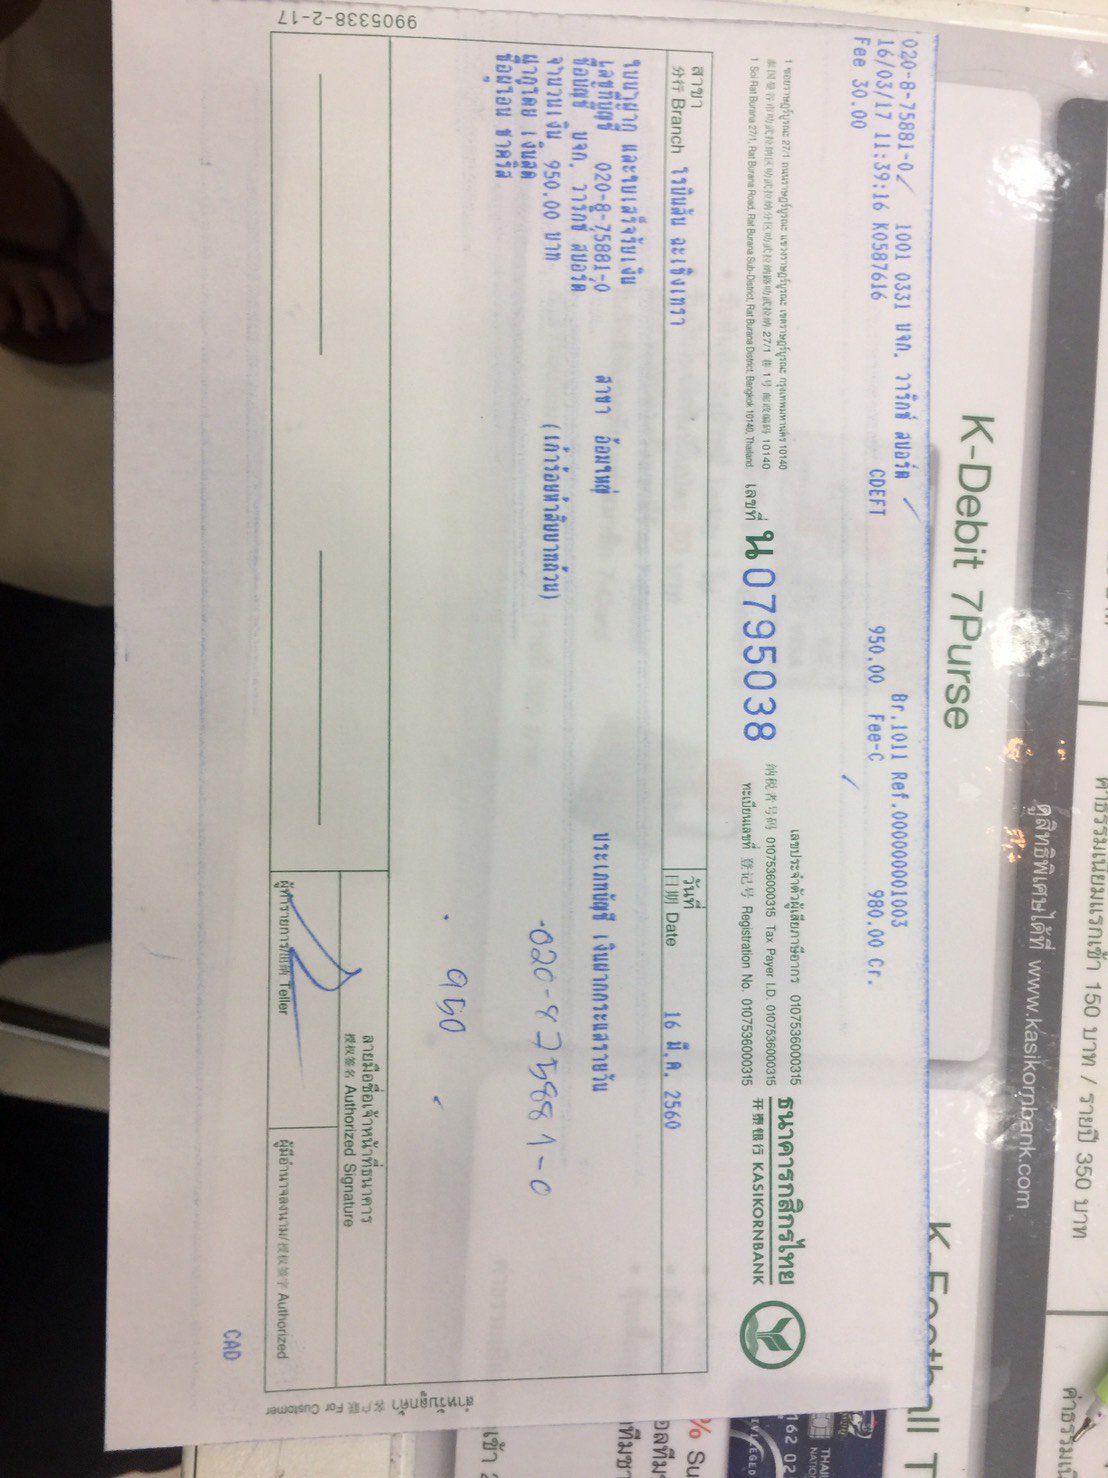 020-8-75881-0 1001 0331 บจก. วาริกซ์ สปอร์ต Br.1011 Ref.000000001003
16/03/17 11:39:16 K0587616 CDEFT 950.00 Fee-C 980.00 Cr.
Fee 30.00
1 ซอยราษฎร์บูรณะ 27/1 ถนนราษฎร์บูรณะ แขวงราษฎร์บูรณะ เขตราษฎร์บูรณะ กรุงเทพมหานคร 10140
1 Soi Rat Burana 27/1, Rat Burana Road, Rat Burana Sub-District, Rat Burana District, Bangkok 10140, Thailand.
เลขที่ น 0795038
เลขประจำตัวผู้เสียภาษีอากร 0107536000315
纳税者号码 0107536000315 Tax Payer I.D. 0107536000315
ทะเบียนเลขที่ 登记号 Registration No. 0107536000315
ธนาคารกสิกรไทย
开泰银行 KASIKORNBANK
สาขา
分行 Branch โรบินสัน ฉะเชิงเทรา
วันที่
日期 Date 16 มี.ค. 2560
ใบนำฝาก และใบเสร็จรับเงิน
เลขที่บัญชี 020-8-75881-0 สาขา อ้อมใหญ่ ประเภทบัญชี เงินฝากกระแสรายวัน
ชื่อบัญชี บจก. วาริกซ์ สปอร์ต
จำนวนเงิน 950.00 บาท (เก้าร้อยห้าสิบบาทถ้วน)
ฝากโดย เงินสด
ชื่อผู้โอน ชาคริส
020-8-75881-0
950
ลายมือชื่อเจ้าหน้าที่ธนาคาร
授权签名 Authorized Signature
ผู้ทำรายการ/出纳 Teller
ผู้มีอำนาจลงนาม/授权签字 Authorized
CAD
9905338-2-17
สำหรับลูกค้า 客户联 For Customer
K-Debit 7Purse
ดูสิทธิพิเศษได้ที่ www.kasikornbank.com
ค่าธรรมเนียมแรกเข้า 150 บาท / รายปี 350 บาท